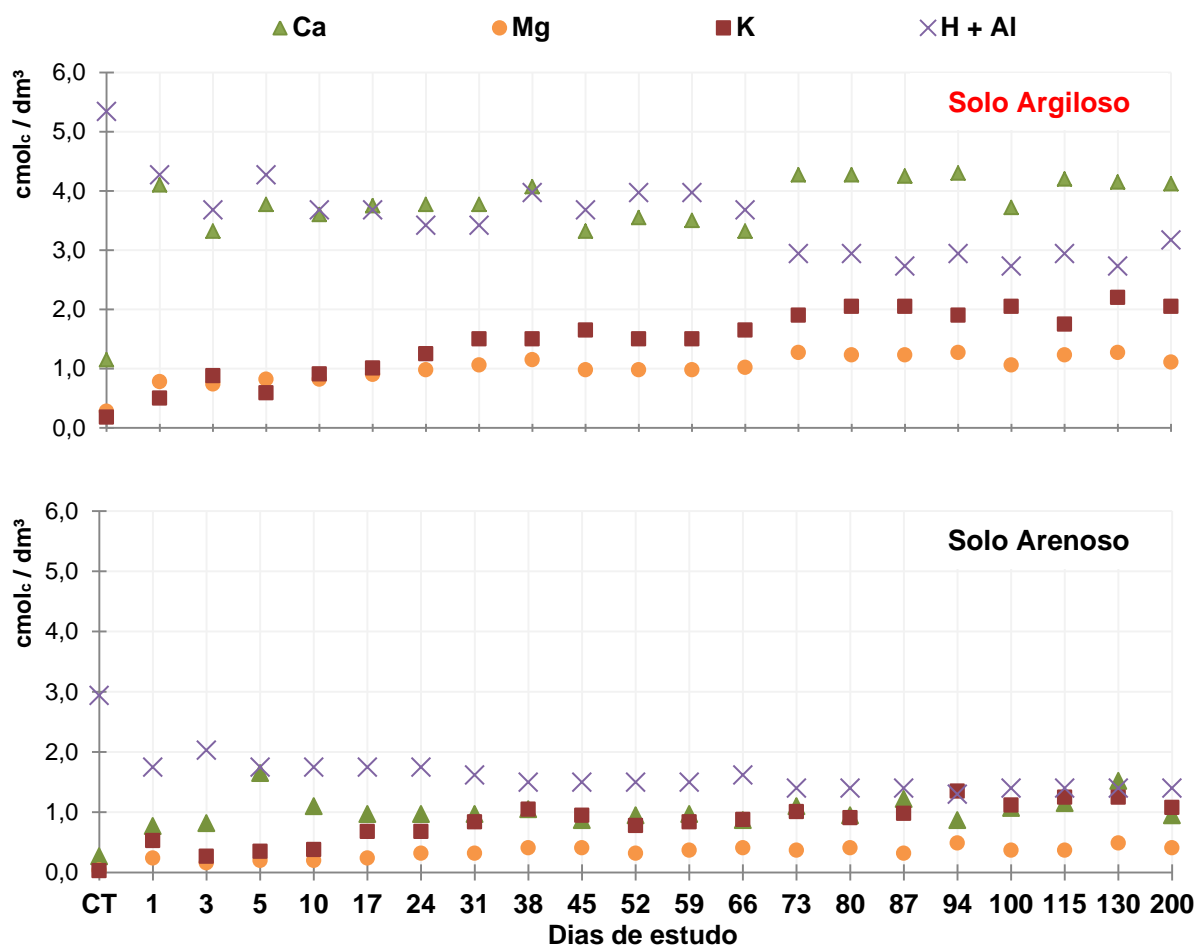 Ca Mg K H + Al
cmolc / dm³
6,0
5,0
4,0
3,0
2,0
1,0
0,0
Solo Argiloso
cmolc / dm³
6,0
5,0
4,0
3,0
2,0
1,0
0,0
Solo Arenoso
CT 1 3 5 10 17 24 31 38 45 52 59 66 73 80 87 94 100 115 130 200
Dias de estudo